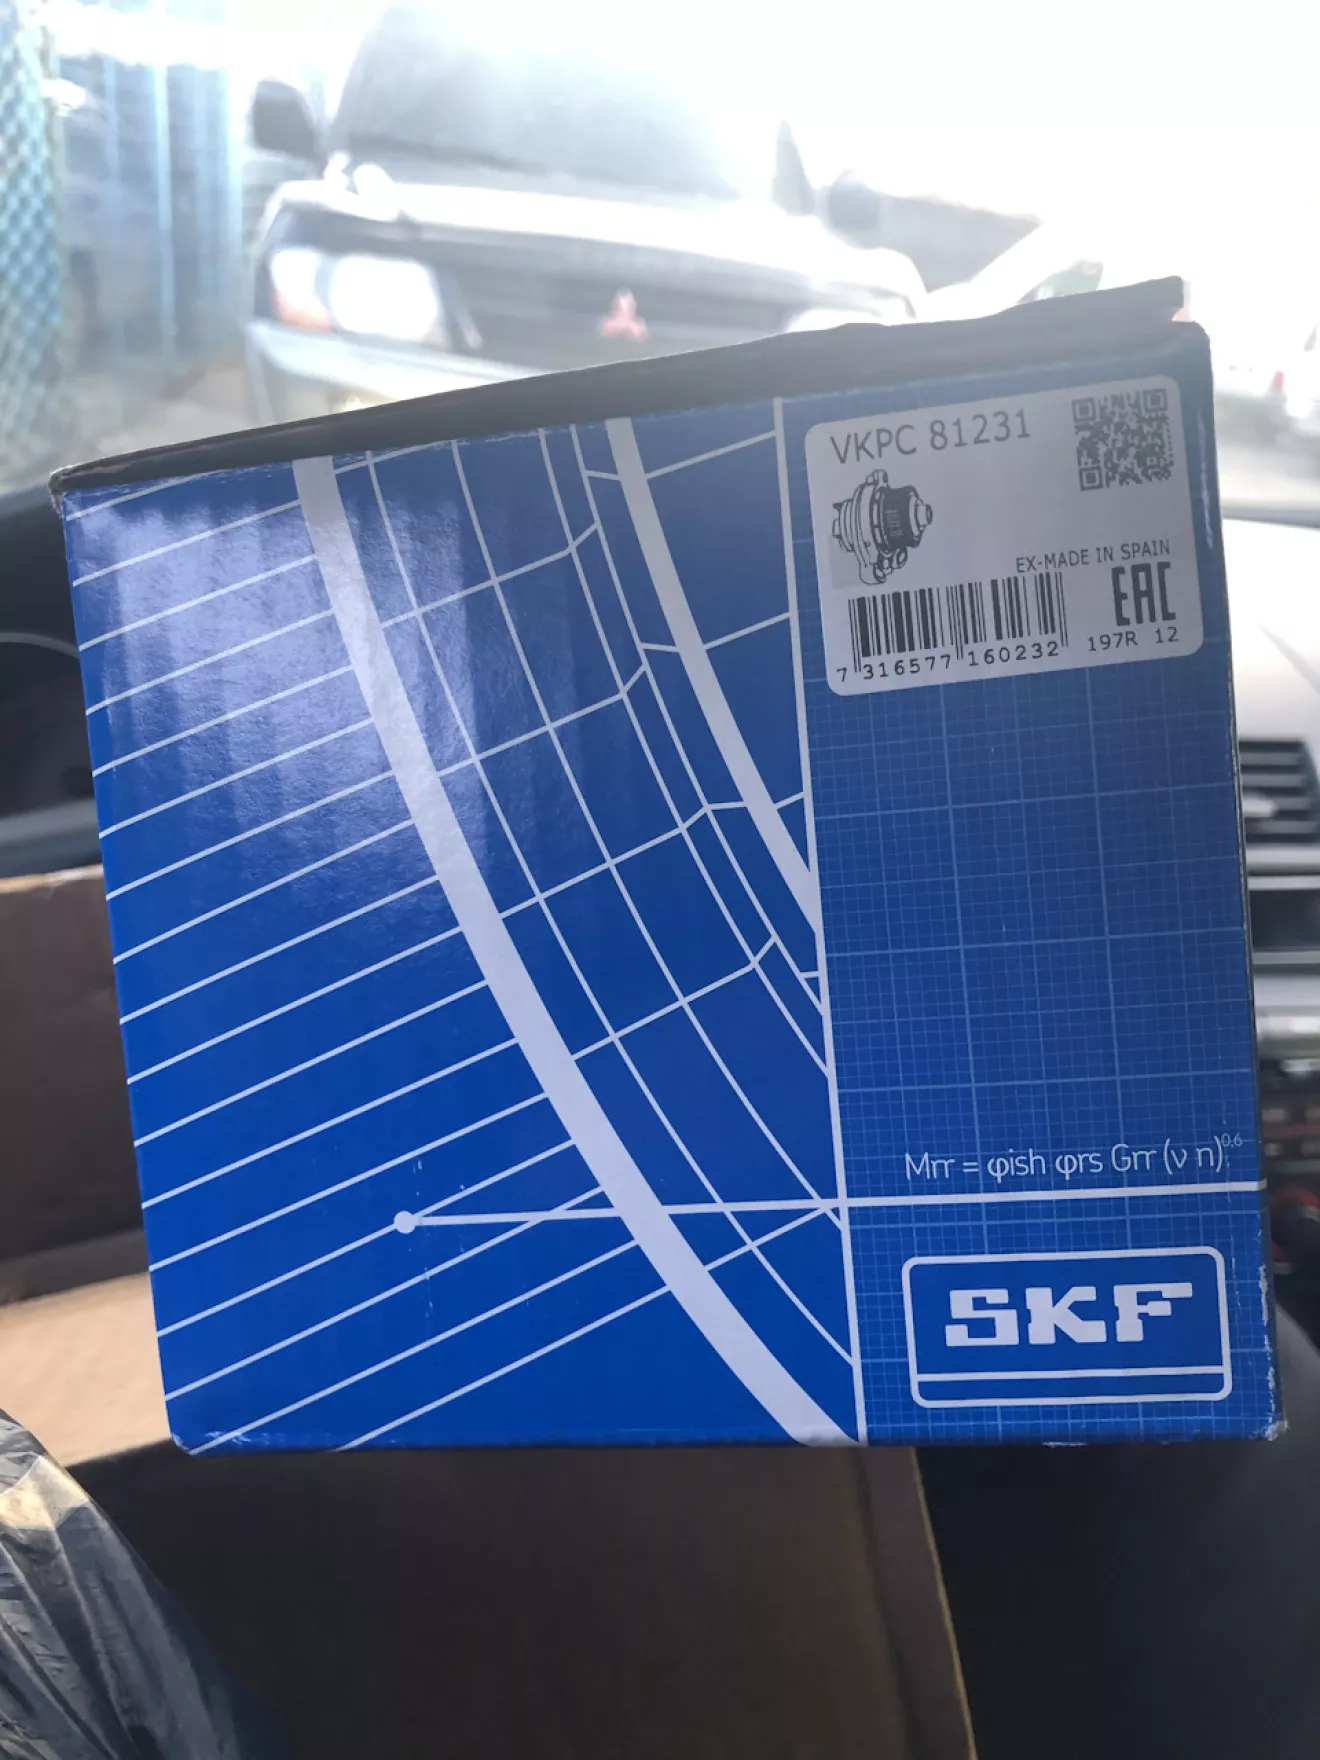 VKPC 81231
EX-MADE IN SPAIN
EAC
7 316577 160232
197R 12
Mrr = φish φrs Grr (ν n)0,6
SKF